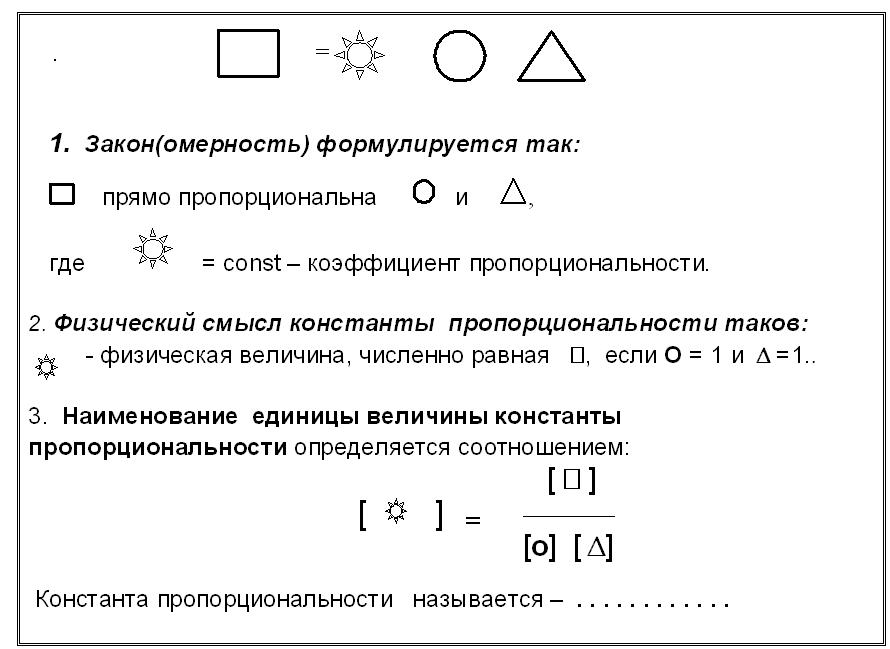 .
□ = ☼ ○ △
1. Закон(омерность) формулируется так:
□ прямо пропорциональна ○ и △,
где ☼ = const – коэффициент пропорциональности.
2. Физический смысл константы пропорциональности таков:
☼ - физическая величина, численно равная □, если О = 1 и Δ =1..
3. Наименование единицы величины константы
пропорциональности определяется соотношением:
[ □ ]
[ ☼ ] =
[о] [ Δ]
Константа пропорциональности называется – . . . . . . . . . . . .